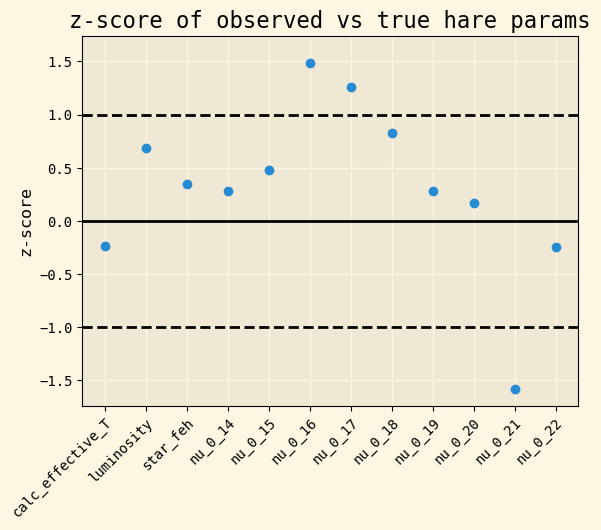 z-score of observed vs true hare params
z-score
1.5
1.0
0.5
0.0
−0.5
−1.0
−1.5
calc_effective_T
luminosity
star_feh
nu_0_14
nu_0_15
nu_0_16
nu_0_17
nu_0_18
nu_0_19
nu_0_20
nu_0_21
nu_0_22